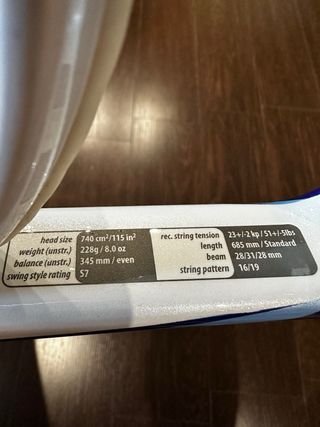 head size 740 cm²/115 in²
weight (unstr.) 228g / 8.0 oz
balance (unstr.) 345 mm / even
swing style rating S7
rec. string tension 23+/-2 kp / 51+/-5lbs
length 685 mm / Standard
beam 28/31/28 mm
string pattern 16/19